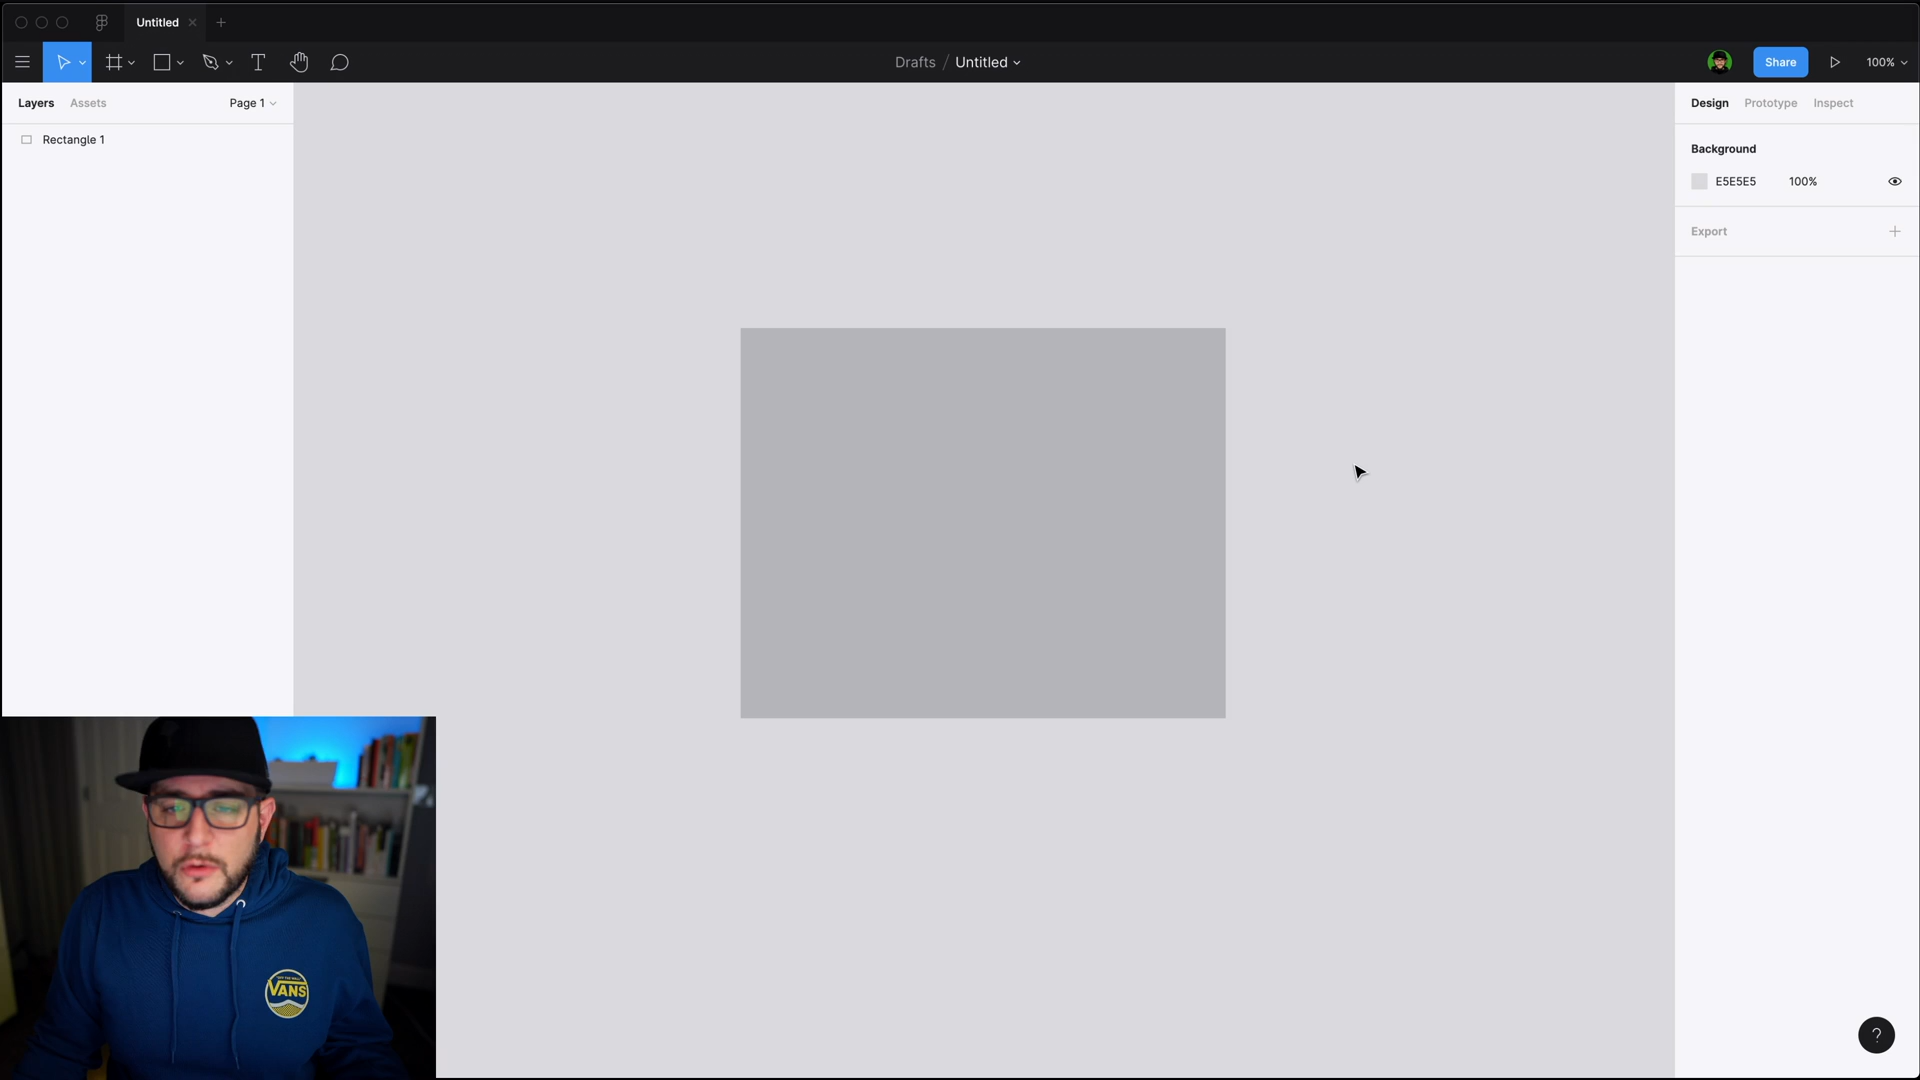 Untitled
Drafts / Untitled
Share
100%
Layers
Assets
Page 1
Rectangle 1
Design
Prototype
Inspect
Background
E5E5E5
100%
Export
?
VANS